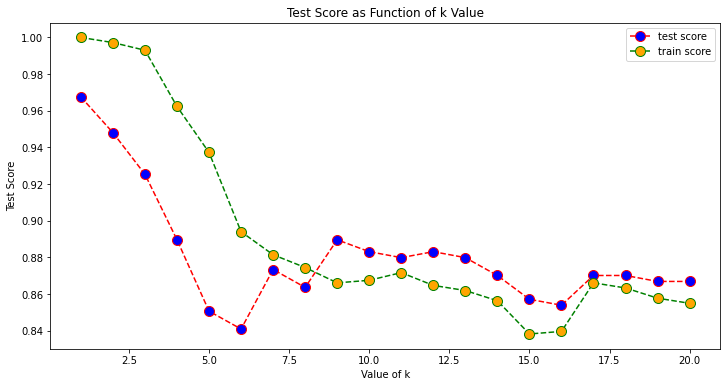 Test Score as Function of k Value
test score
train score
1.00
0.98
0.96
0.94
0.92
0.90
0.88
0.86
0.84
Test Score
2.5 5.0 7.5 10.0 12.5 15.0 17.5 20.0
Value of k